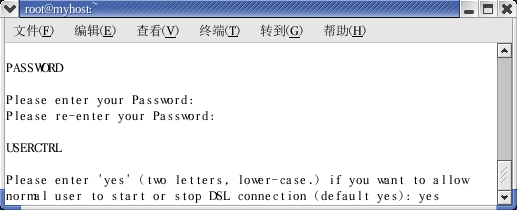 root@myhost:~
文件(F) 编辑(E) 查看(V) 终端(T) 转到(G) 帮助(H)
PASSWORD
Please enter your Password:
Please re-enter your Password:
USERCTRL
Please enter 'yes' (two letters, lower-case.) if you want to allow
normal user to start or stop DSL connection (default yes): yes